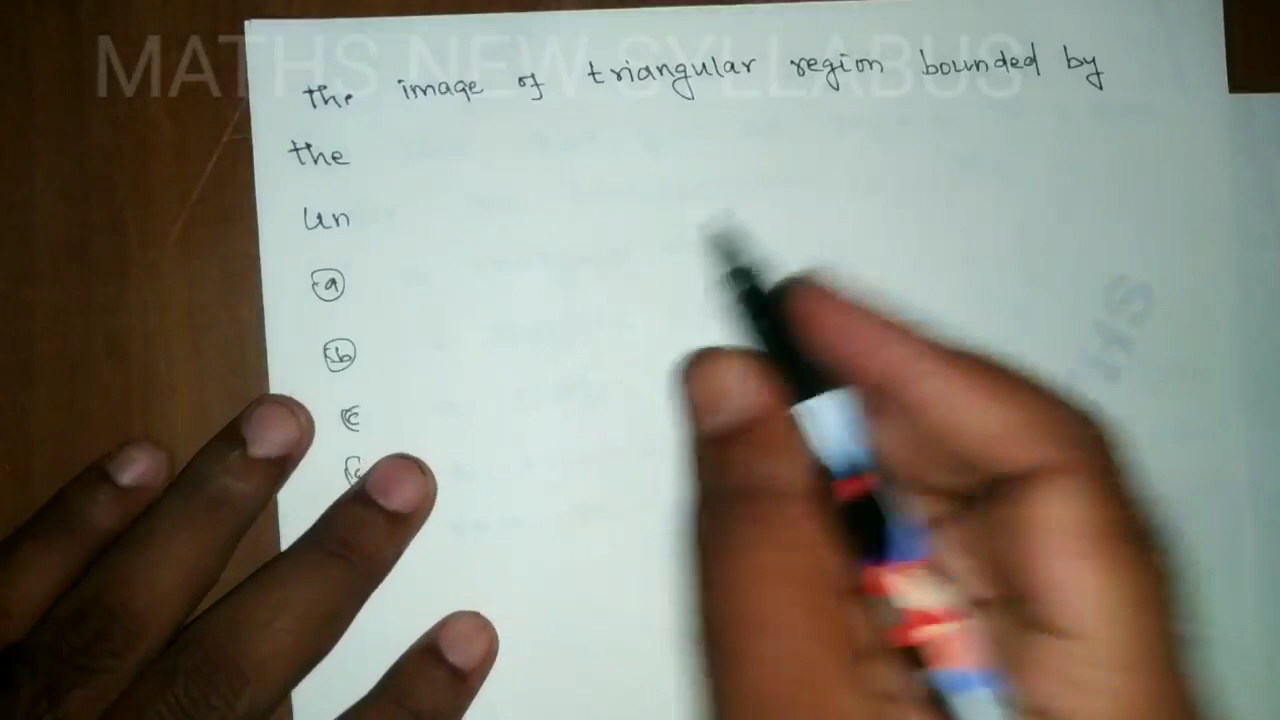 MATHS NEW SYLLABUS
the image of triangular region bounded by
the
Un
(a)
(b)
(c